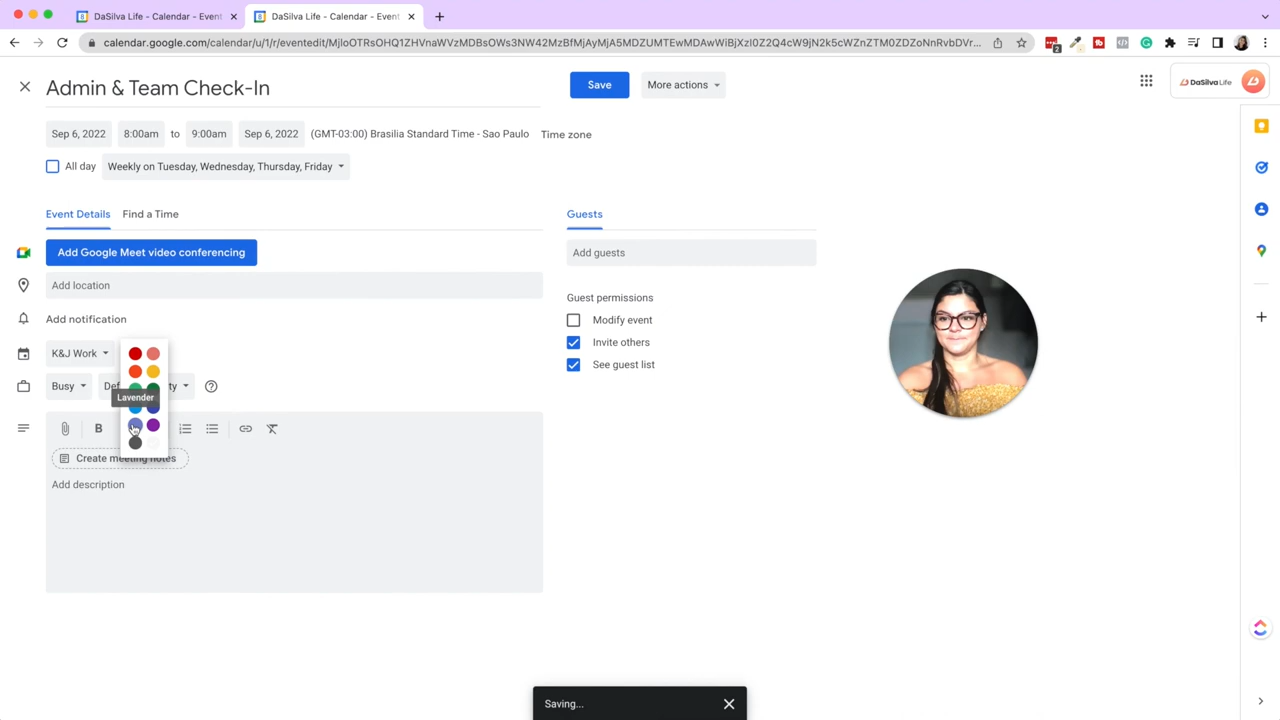 DaSilva Life - Calendar - Event
DaSilva Life - Calendar - Event
calendar.google.com/calendar/u/1/r/eventedit/
2
Admin & Team Check-In
Save
More actions
DaSilva Life
Sep 6, 2022
8:00am
to
9:00am
Sep 6, 2022
(GMT-03:00) Brasilia Standard Time - Sao Paulo
Time zone
All day
Weekly on Tuesday, Wednesday, Thursday, Friday
Event Details
Find a Time
Guests
Add Google Meet video conferencing
Add guests
Add location
Guest permissions
Add notification
Modify event
Invite others
K&J Work
See guest list
Busy
Lavender
B
Create meeting notes
Add description
Saving...